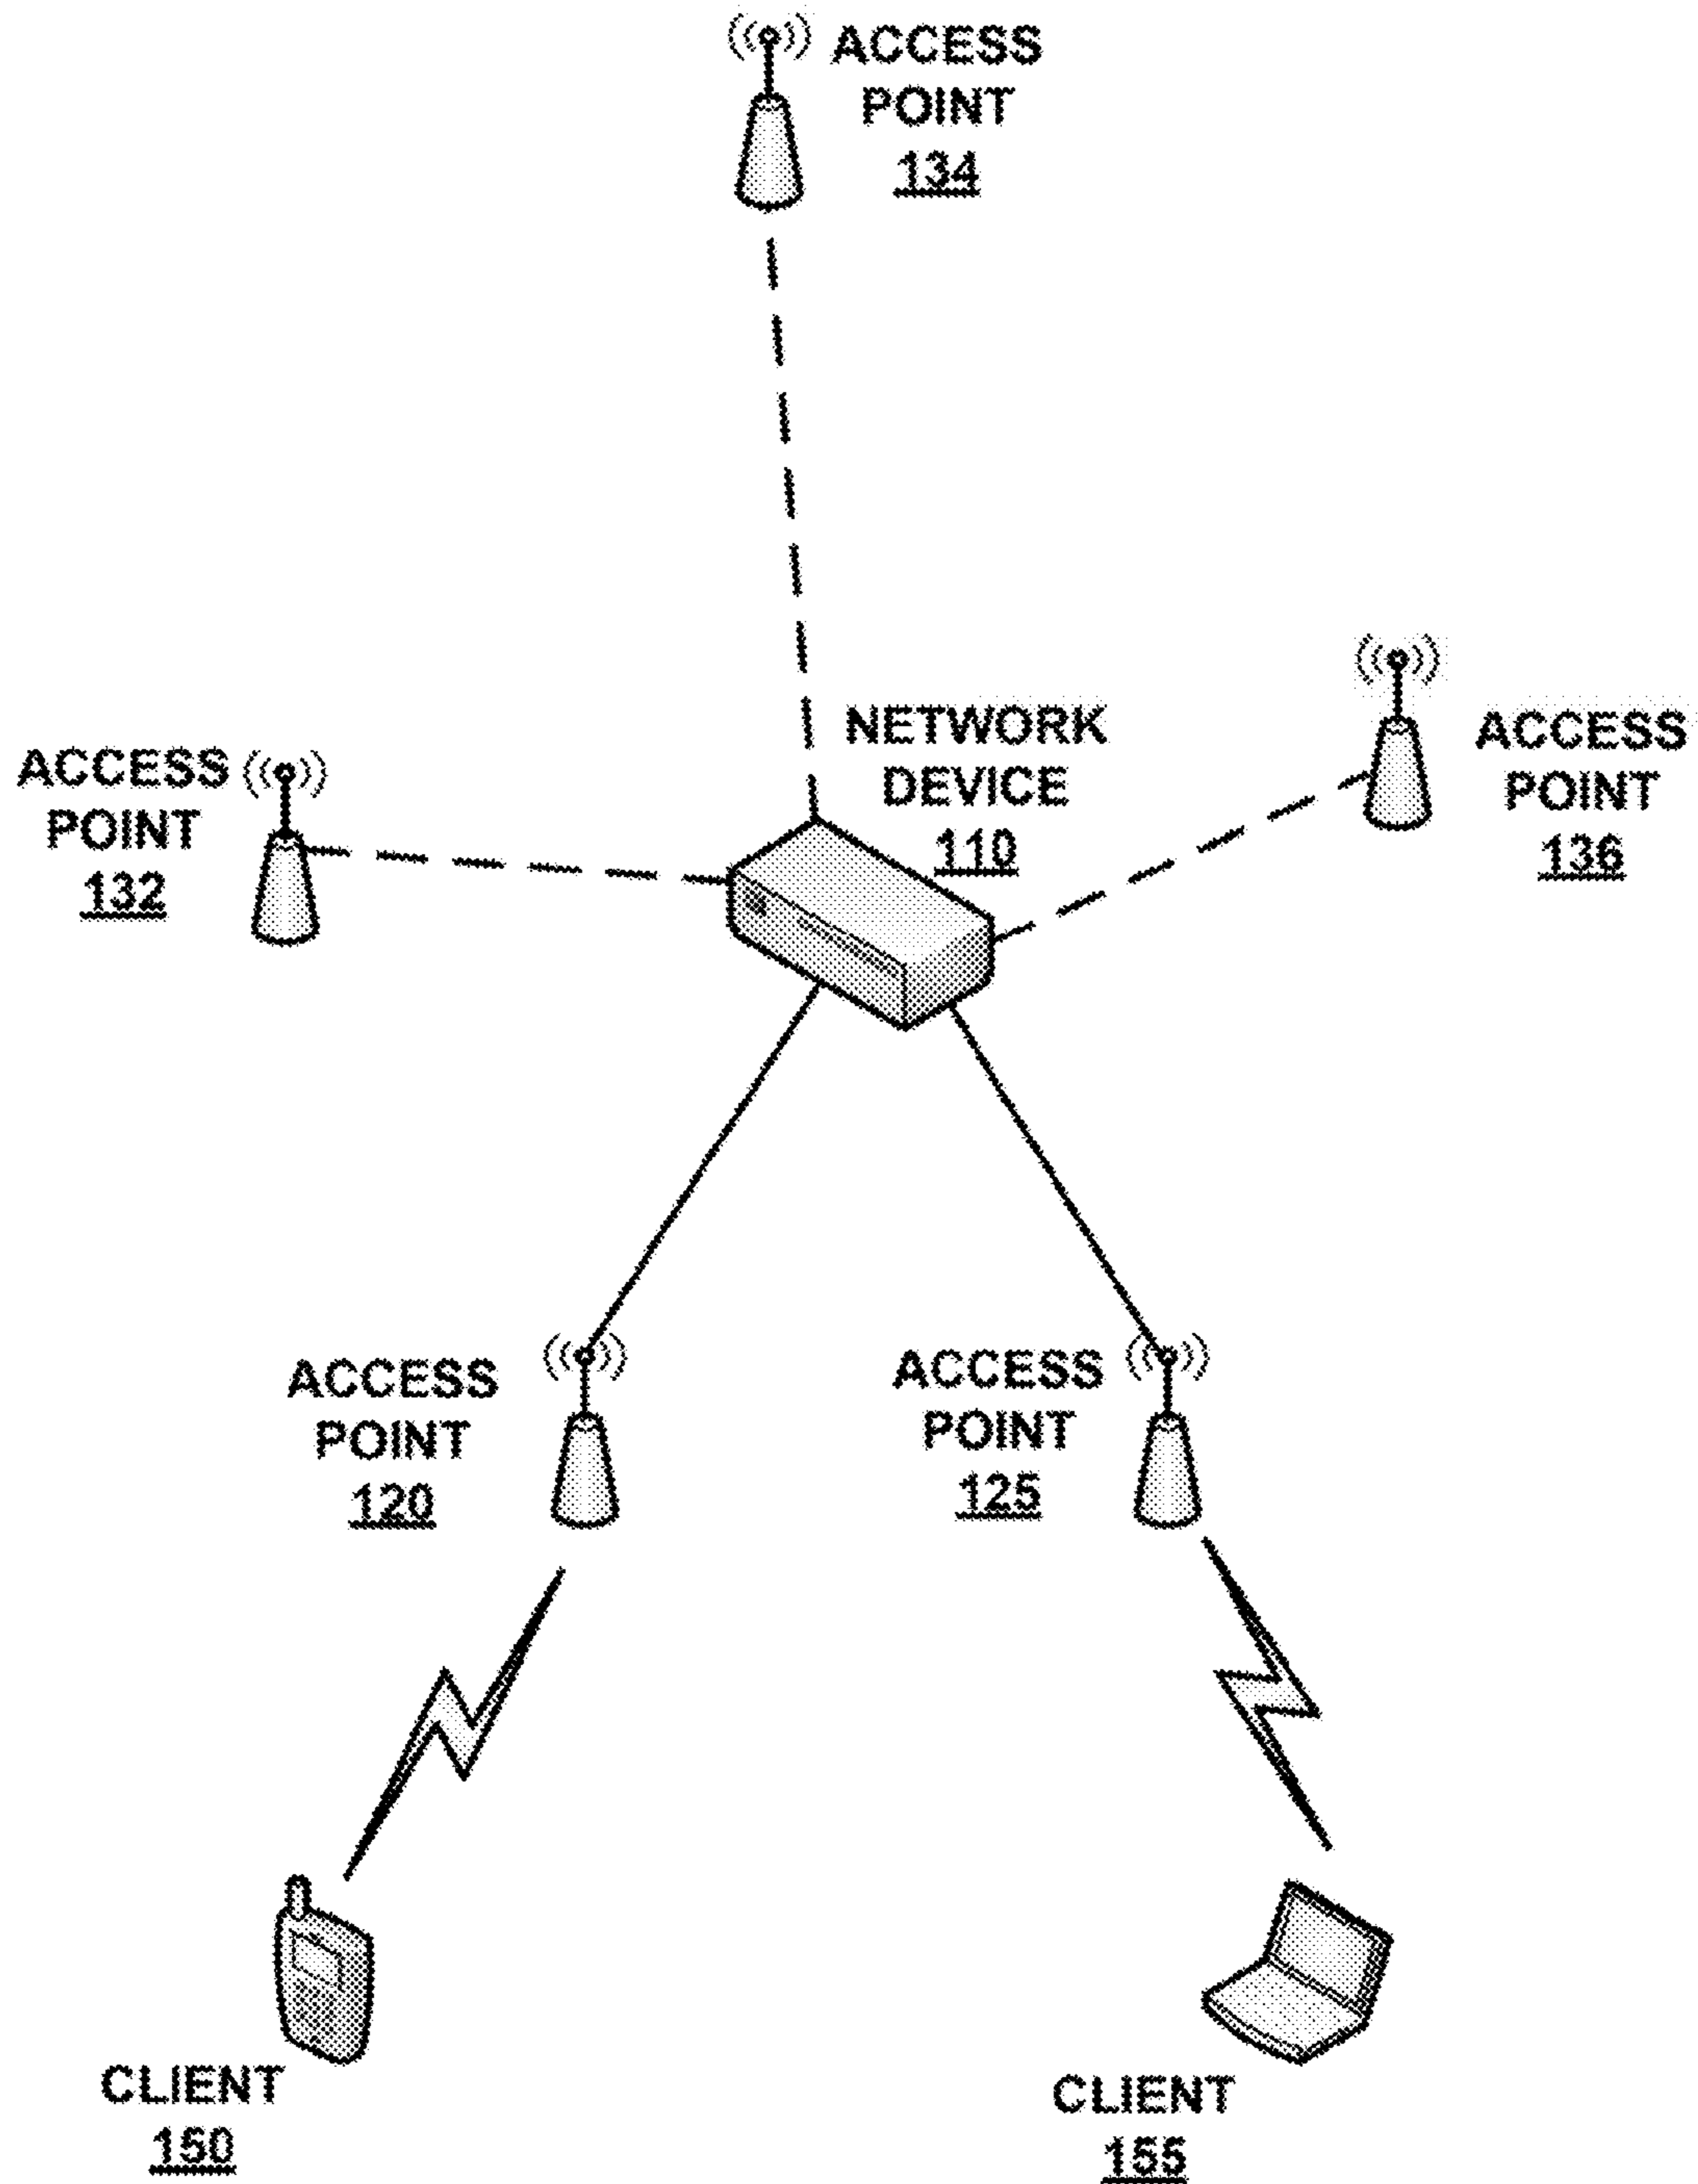 ACCESS
POINT
134
NETWORK
DEVICE
110
ACCESS
POINT
136
ACCESS
POINT
132
ACCESS
POINT
120
ACCESS
POINT
125
CLIENT
150
CLIENT
155